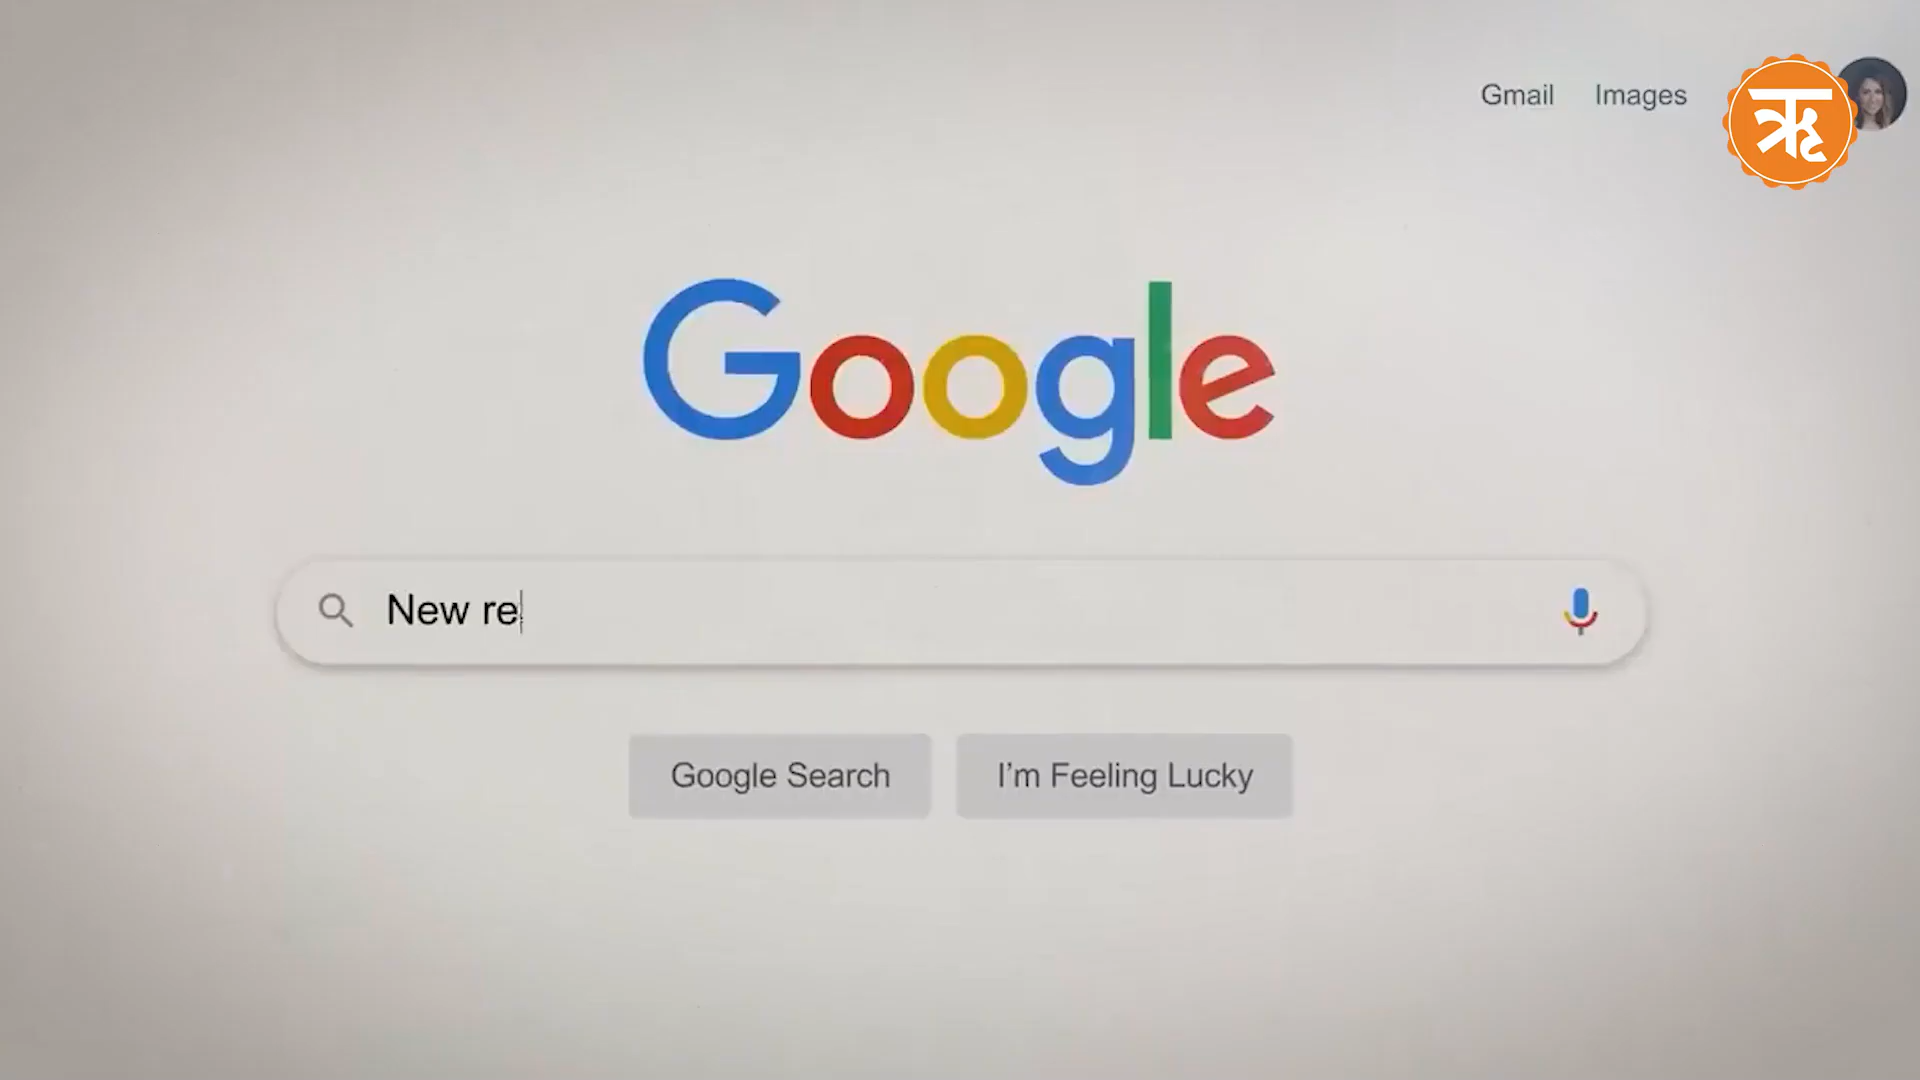 Gmail Images
ऋ
Google
New re
Google Search I’m Feeling Lucky